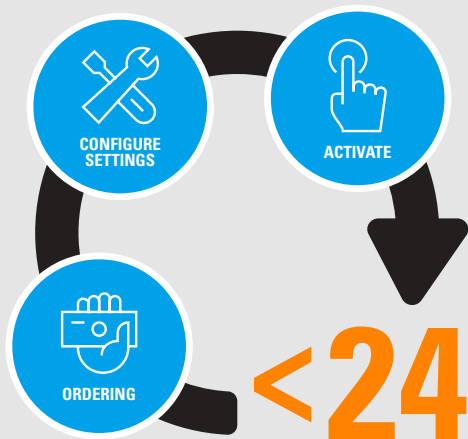 CONFIGURE
SETTINGS
ACTIVATE
ORDERING
<24